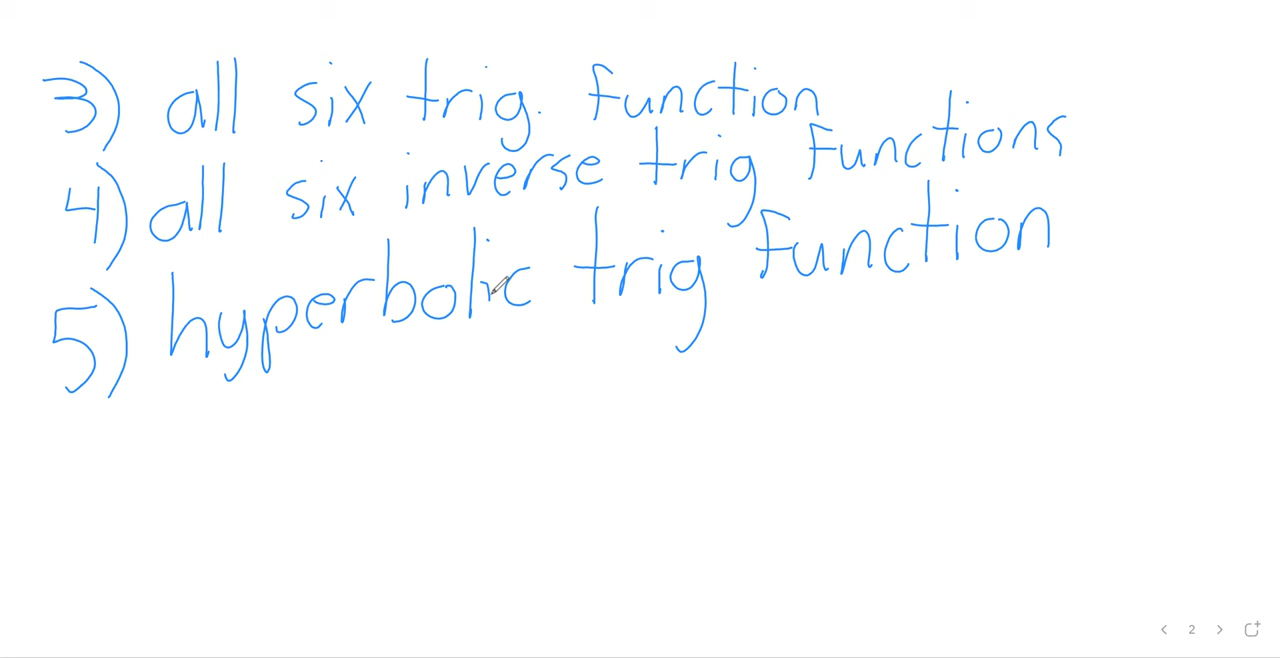 3) all six trig. function
4) all six inverse trig functions
5) hyperbolic trig function
2